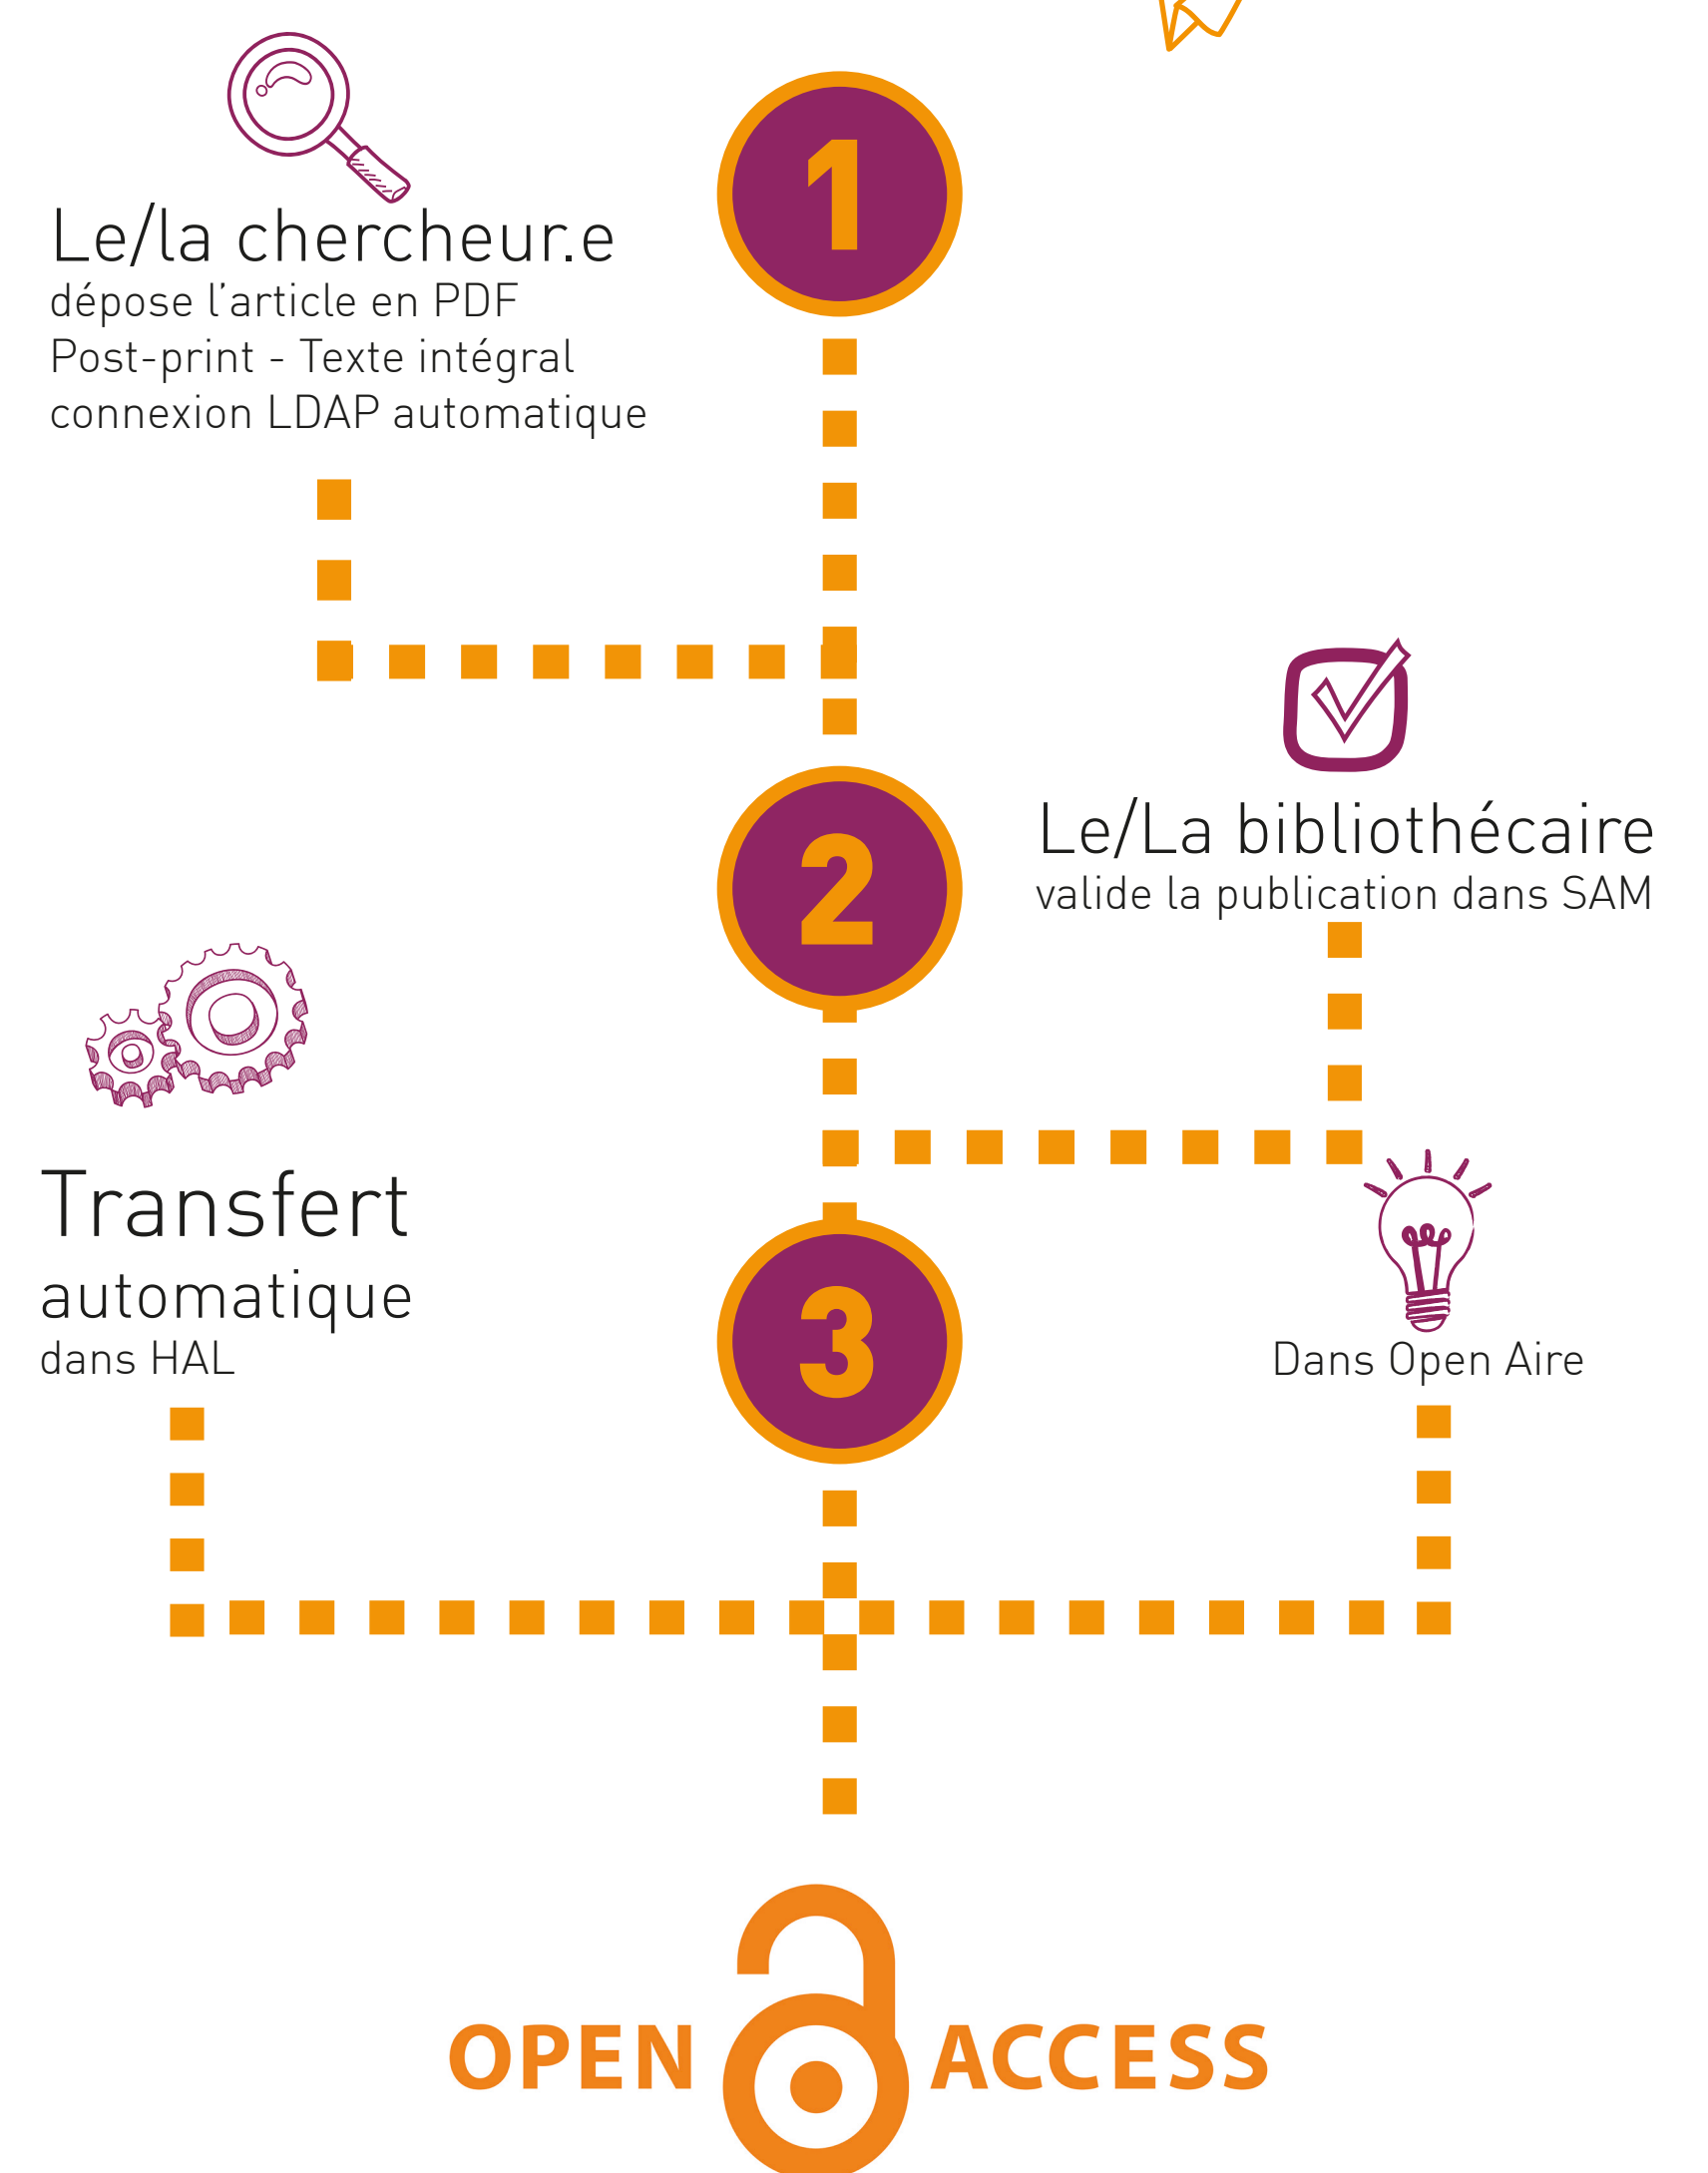 1
Le/la chercheur.e
dépose l’article en PDF
Post-print - Texte intégral
connexion LDAP automatique
2
Le/La bibliothécaire
valide la publication dans SAM
3
Transfert
automatique
dans HAL
Dans Open Aire
OPEN ACCESS